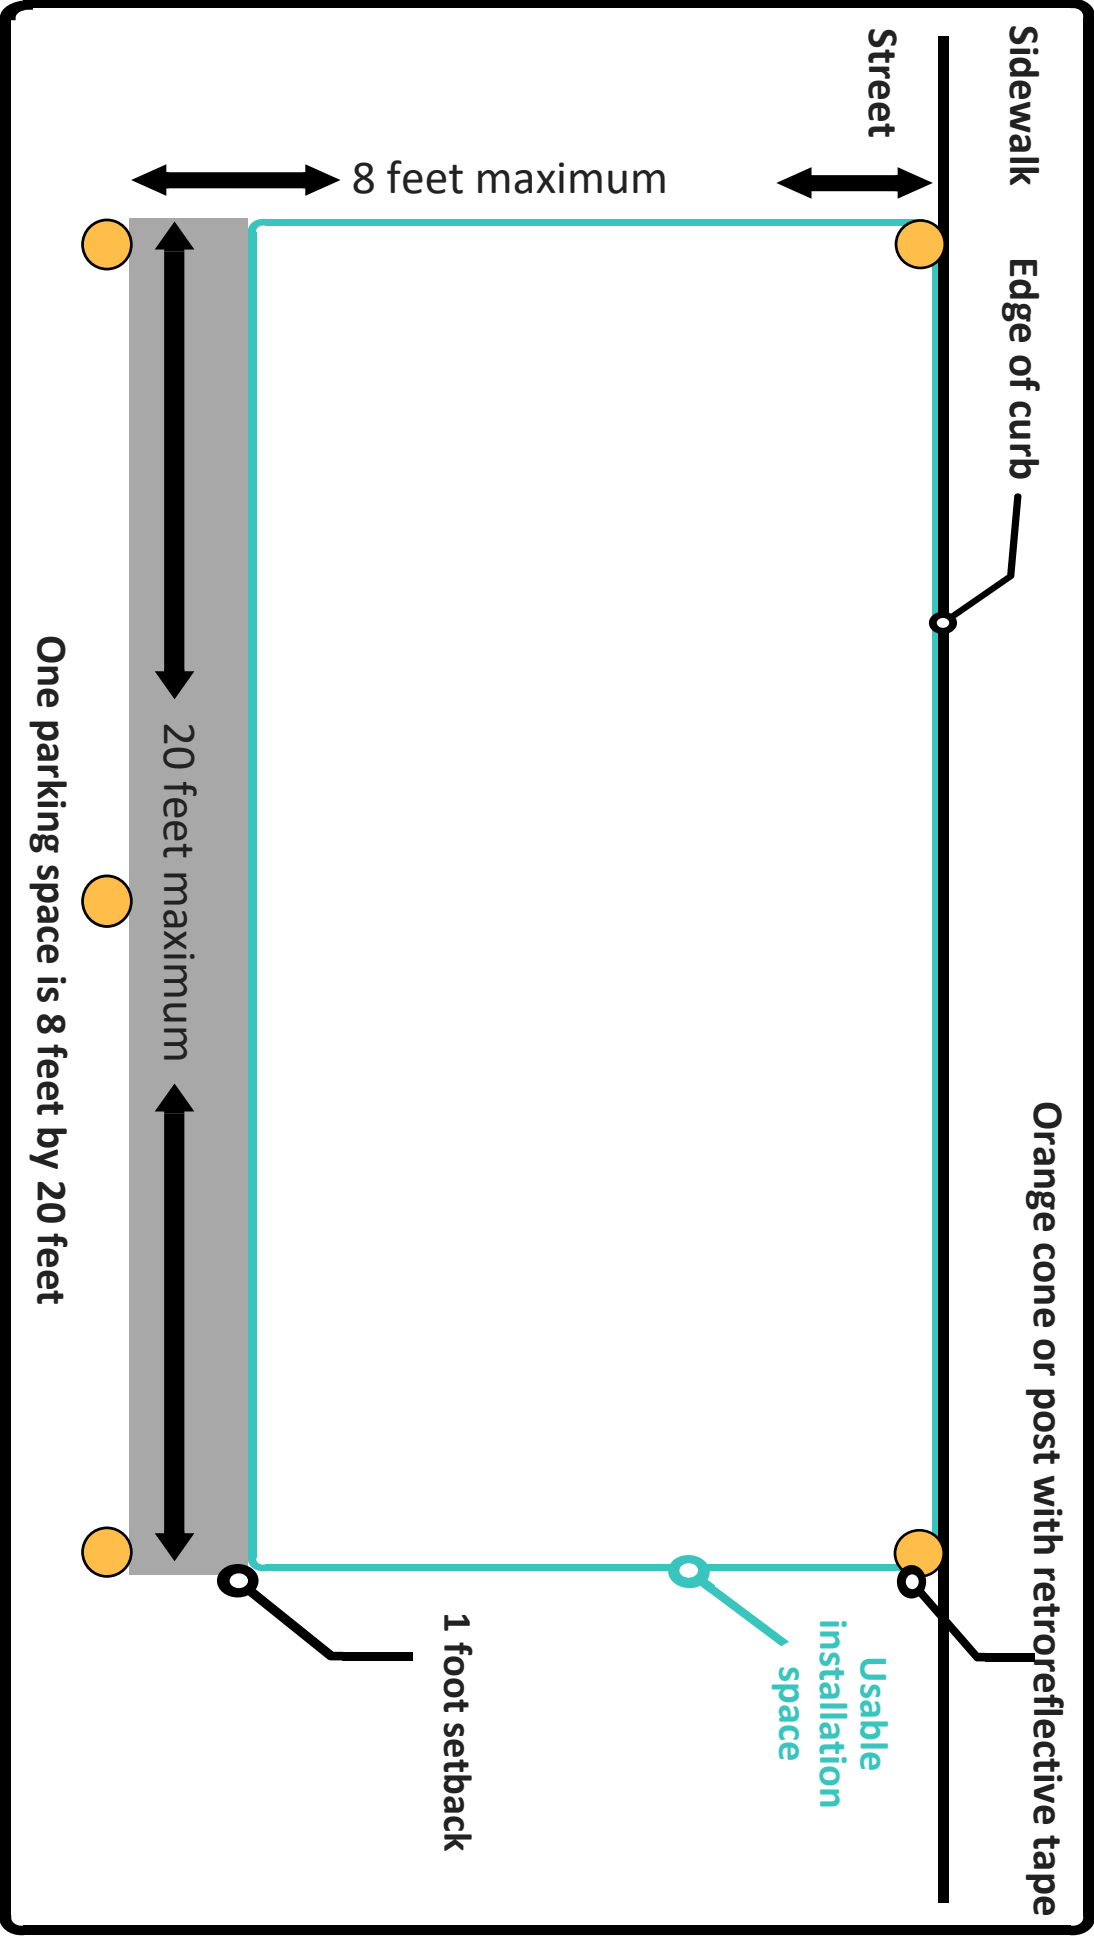 Sidewalk
Edge of curb
Orange cone or post with retroreflective tape
Street
8 feet maximum
Usable
installation
space
1 foot setback
20 feet maximum
One parking space is 8 feet by 20 feet